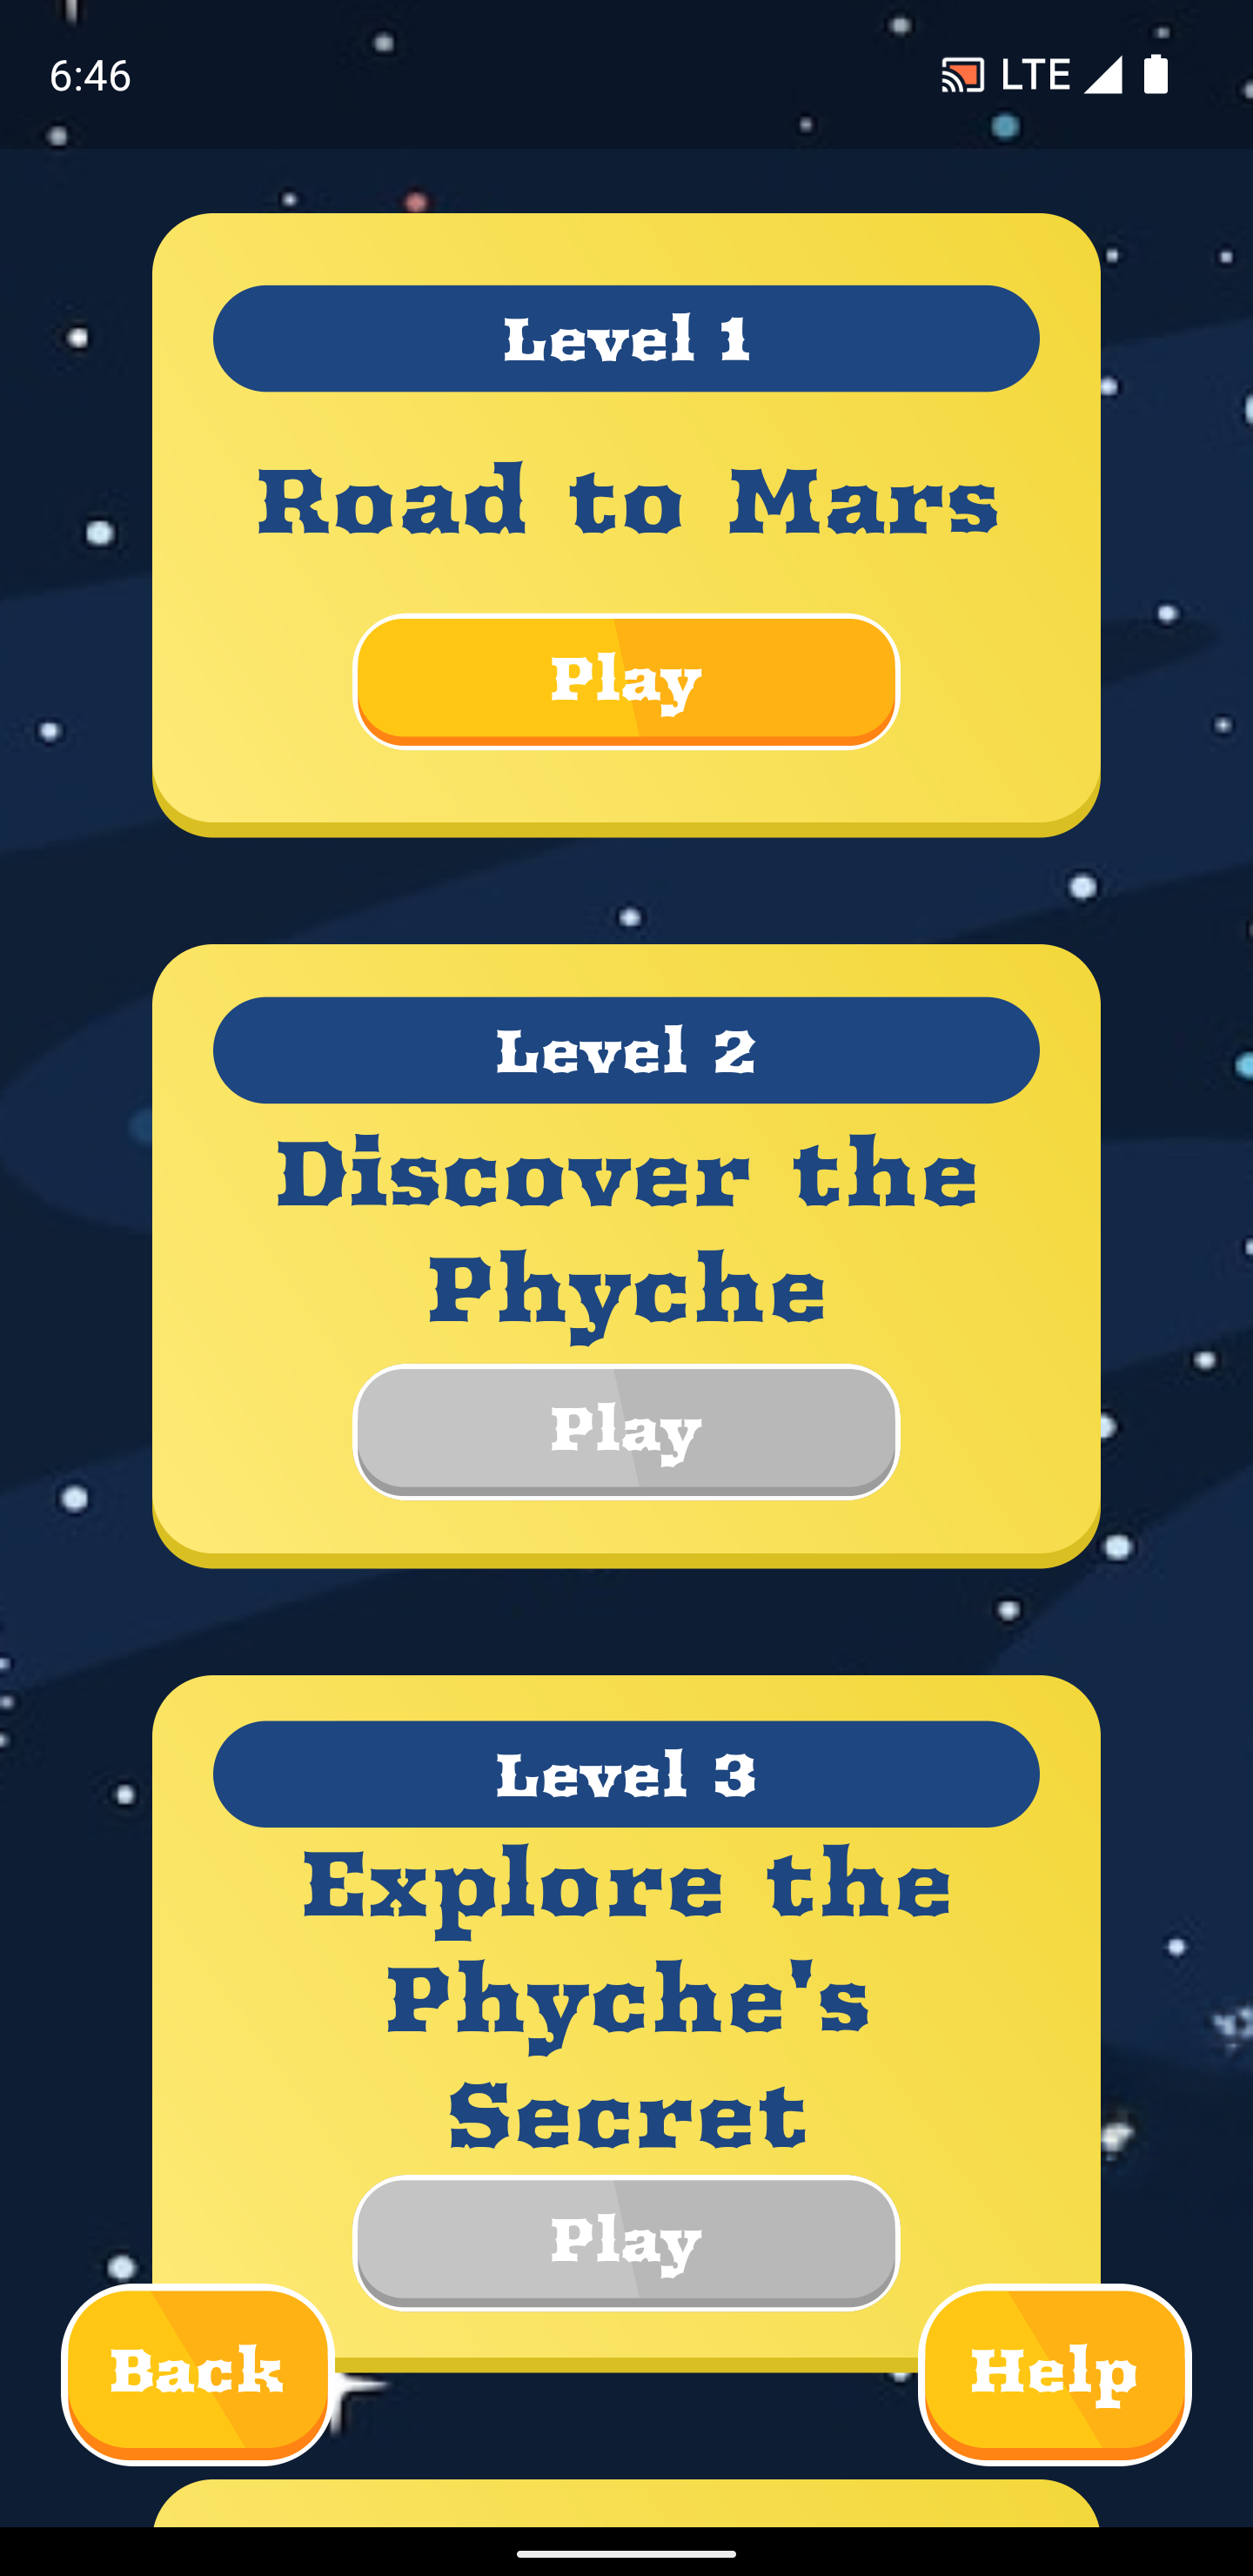 6:46
LTE
Level 1
Road to Mars
Play
Level 2
Discover the
Phyche
Play
Level 3
Explore the
Phyche's
Secret
Play
Back
Help